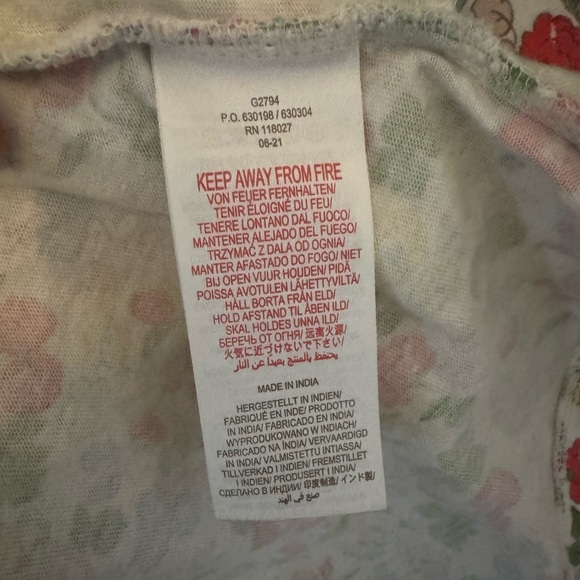 G2794
P.O. 630198 / 630304
RN 118027
06-21
KEEP AWAY FROM FIRE
VON FEUER FERNHALTEN/
TENIR ÉLOIGNÉ DU FEU/
TENERE LONTANO DAL FUOCO/
MANTENER ALEJADO DEL FUEGO/
TRZYMAĆ Z DALA OD OGNIA/
MANTER AFASTADO DO FOGO/ NIET
BIJ OPEN VUUR HOUDEN/ PIDÄ
POISSA AVOTULEN LÄHETTYVILTÄ/
HÅLL BORTA FRÅN ELD/
HOLD AFSTAND TIL ÅBEN ILD/
SKAL HOLDES UNNA ILD/
БЕРЕЧЬ ОТ ОГНЯ/ 远离火源/
火気に近づけないで下さい/
يحتفظ بالمنتج بعيدا عن النار
MADE IN INDIA
HERGESTELLT IN INDIEN/
FABRIQUÉ EN INDE/ PRODOTTO
IN INDIA/ FABRICADO EN INDIA/
WYPRODUKOWANO W INDIACH/
FABRICADO NA ÍNDIA/ VERVAARDIGD
IN INDIA/ VALMISTETTU INTIASSA/
TILLVERKAD I INDIEN/ FREMSTILLET
I INDIEN/ PRODUSERT I INDIA/
СДЕЛАНО В ИНДИИ/ 印度制造/ インド製/
صنع في الهند